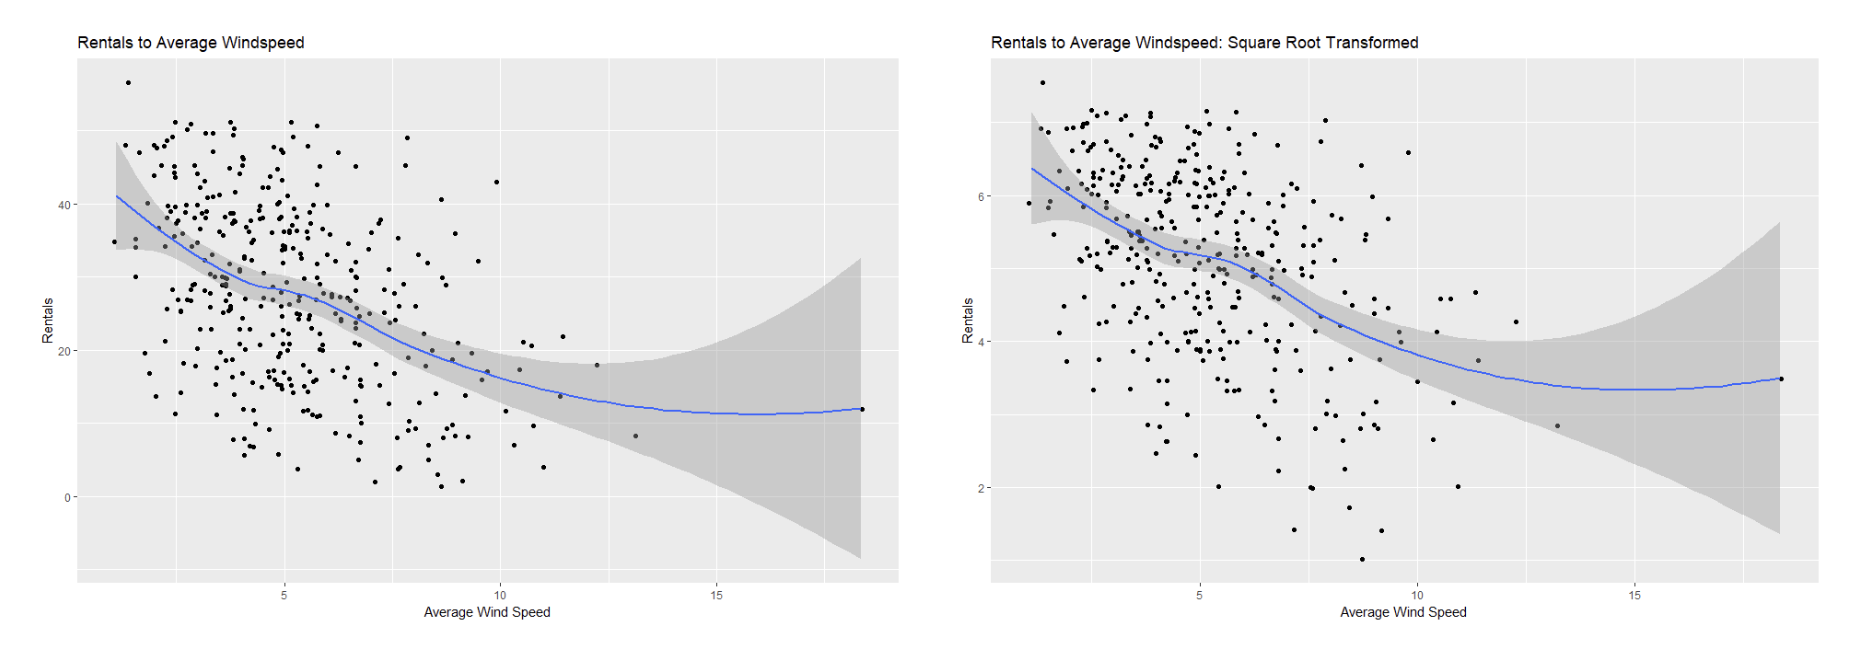 Rentals to Average Windspeed
Rentals
40
20
0
5
10
15
Average Wind Speed
Rentals to Average Windspeed: Square Root Transformed
Rentals
6
4
2
5
10
15
Average Wind Speed